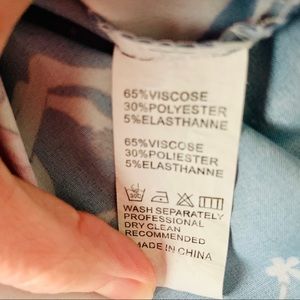 65%VISCOSE
30%POLYESTER
5%ELASTHANNE
65%VISCOSE
30%POLIESTER
5%ELASTHANNE
WASH SEPARATELY
PROFESSIONAL
DRY CLEAN
RECOMMENDED
MADE IN CHINA